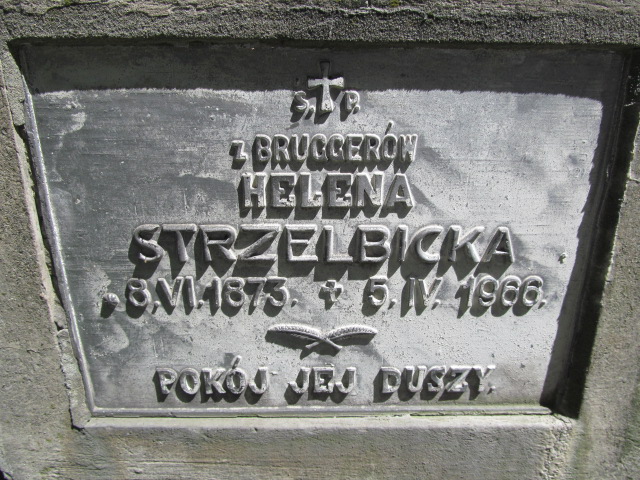 Ś. P.
z BRUGGERÓW
HELENA
STRZELBICKA
* 8.VI.1873. + 5.IV.1966.
POKÓJ JEJ DUSZY.